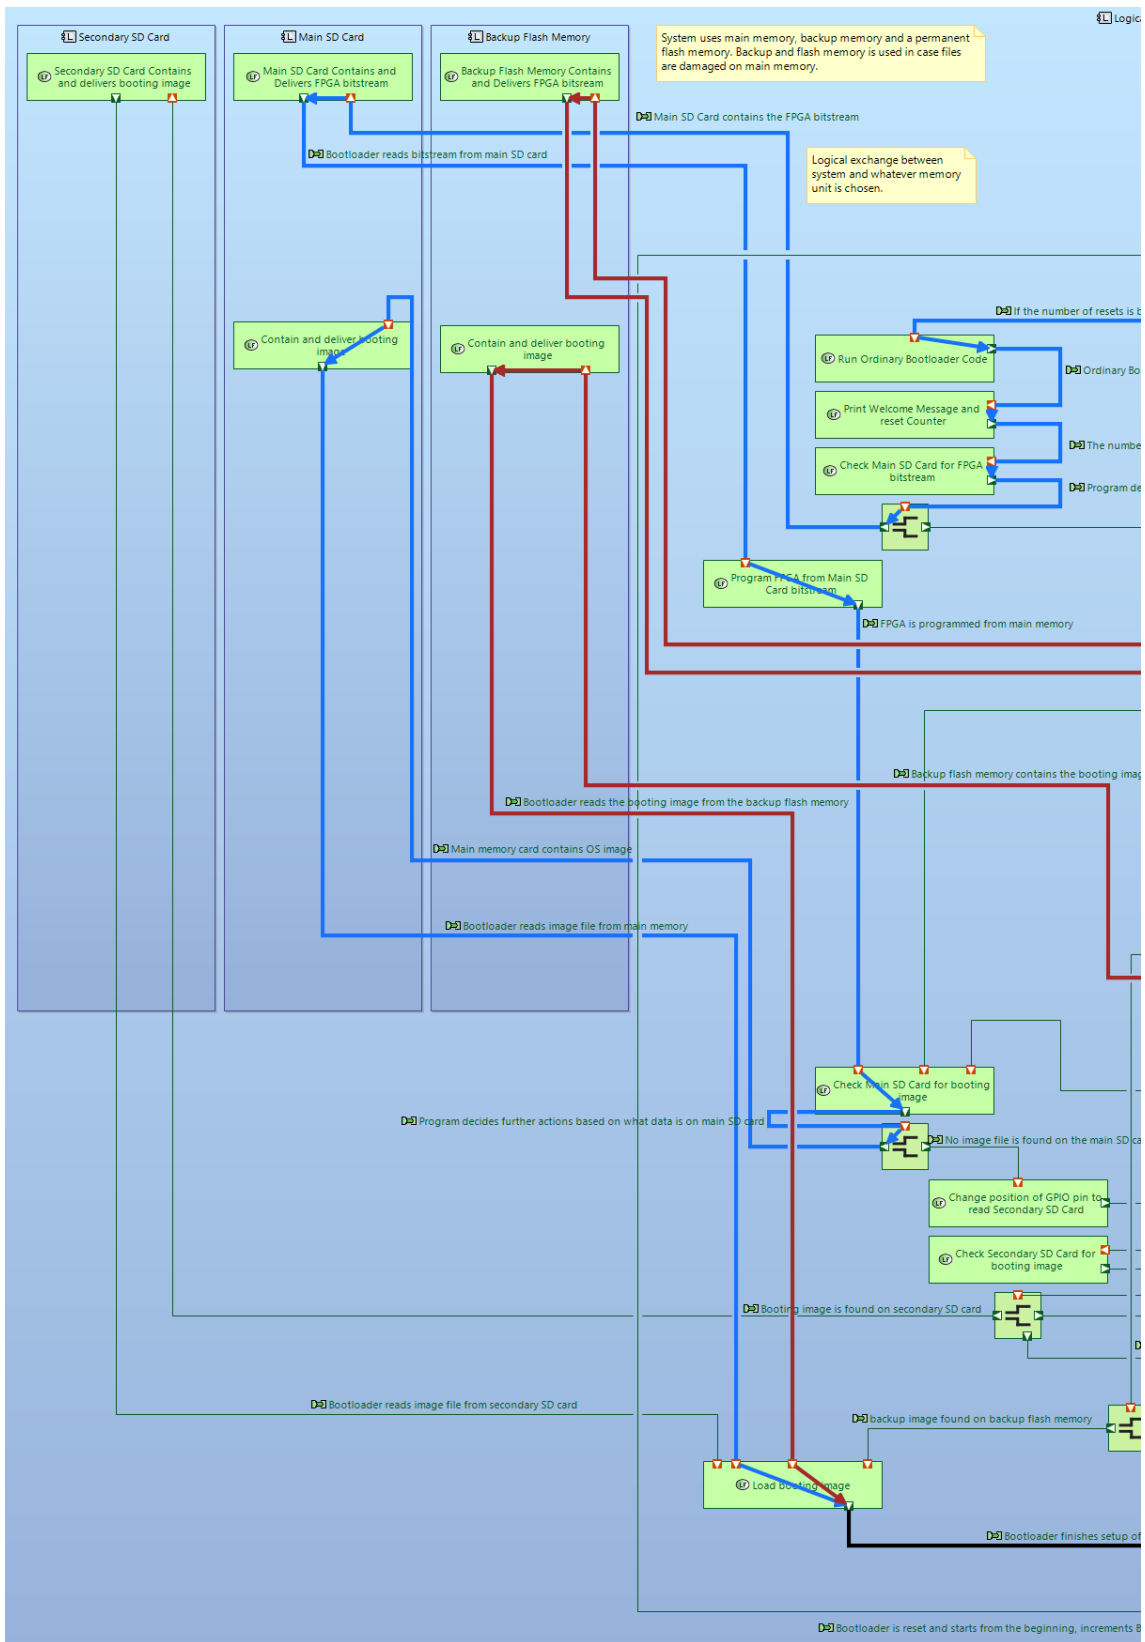 Logica
Secondary SD Card
Main SD Card
Backup Flash Memory
System uses main memory, backup memory and a permanent
flash memory. Backup and flash memory is used in case files
are damaged on main memory.
Secondary SD Card Contains
and delivers booting image
Main SD Card Contains and
Delivers FPGA bitstream
Backup Flash Memory Contains
and Delivers FPGA bitsream
Main SD Card contains the FPGA bitstream
Bootloader reads bitstream from main SD card
Logical exchange between
system and whatever memory
unit is chosen.
If the number of resets is b
Contain and deliver booting
image
Contain and deliver booting
image
Run Ordinary Bootloader Code
Ordinary Bo
Print Welcome Message and
reset Counter
The numbe
Check Main SD Card for FPGA
bitstream
Program de
Program FPGA from Main SD
Card bitstream
FPGA is programmed from main memory
Backup flash memory contains the booting imag
Bootloader reads the booting image from the backup flash memory
Main memory card contains OS image
Bootloader reads image file from main memory
Check Main SD Card for booting
image
Program decides further actions based on what data is on main SD card
No image file is found on the main SD ca
Change position of GPIO pin to
read Secondary SD Card
Check Secondary SD Card for
booting image
Booting image is found on secondary SD card
Bootloader reads image file from secondary SD card
backup image found on backup flash memory
Load booting image
Bootloader finishes setup of
Bootloader is reset and starts from the beginning, increments B